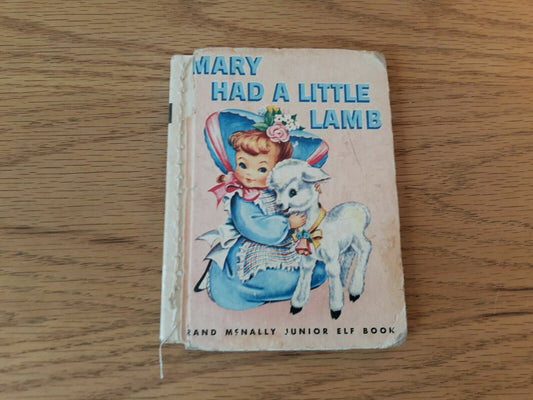 MARY
HAD A LITTLE
LAMB
RAND MCNALLY JUNIOR ELF BOOK